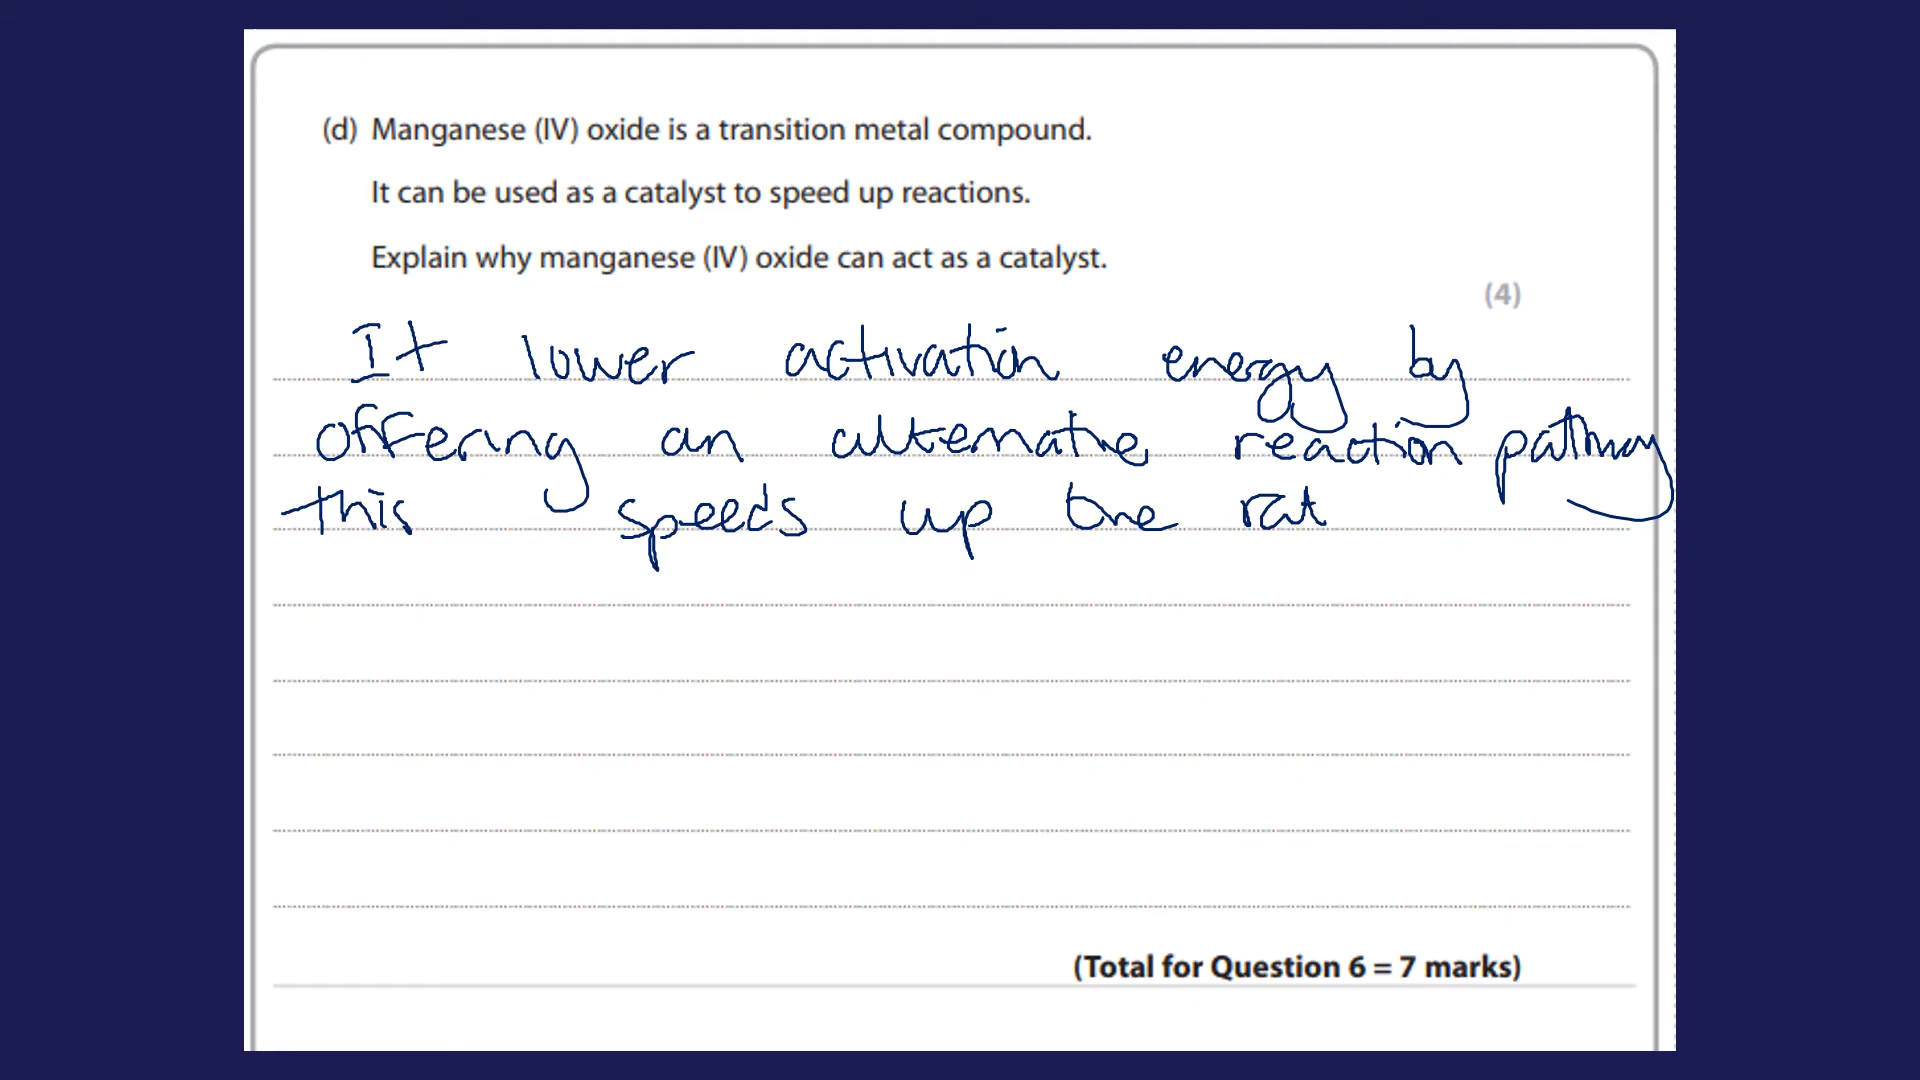 (d) Manganese (IV) oxide is a transition metal compound.
It can be used as a catalyst to speed up reactions.
Explain why manganese (IV) oxide can act as a catalyst.
(4)
It lower activation energy by
offering an alternative reaction pathway
this speeds up the rat
(Total for Question 6 = 7 marks)